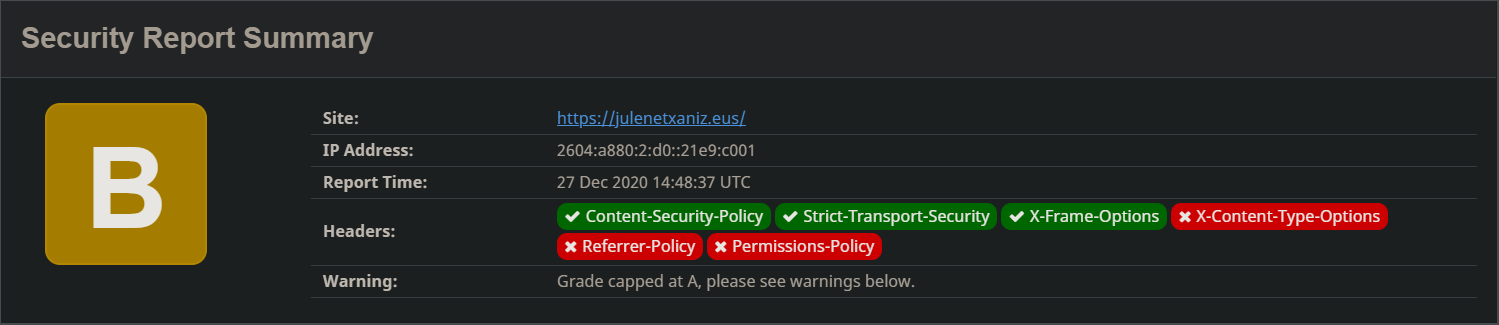 Security Report Summary
B
Site: https://julenetxaniz.eus/
IP Address: 2604:a880:2:d0::21e9:c001
Report Time: 27 Dec 2020 14:48:37 UTC
Headers: ✔ Content-Security-Policy ✔ Strict-Transport-Security ✔ X-Frame-Options ✖ X-Content-Type-Options
✖ Referrer-Policy ✖ Permissions-Policy
Warning: Grade capped at A, please see warnings below.